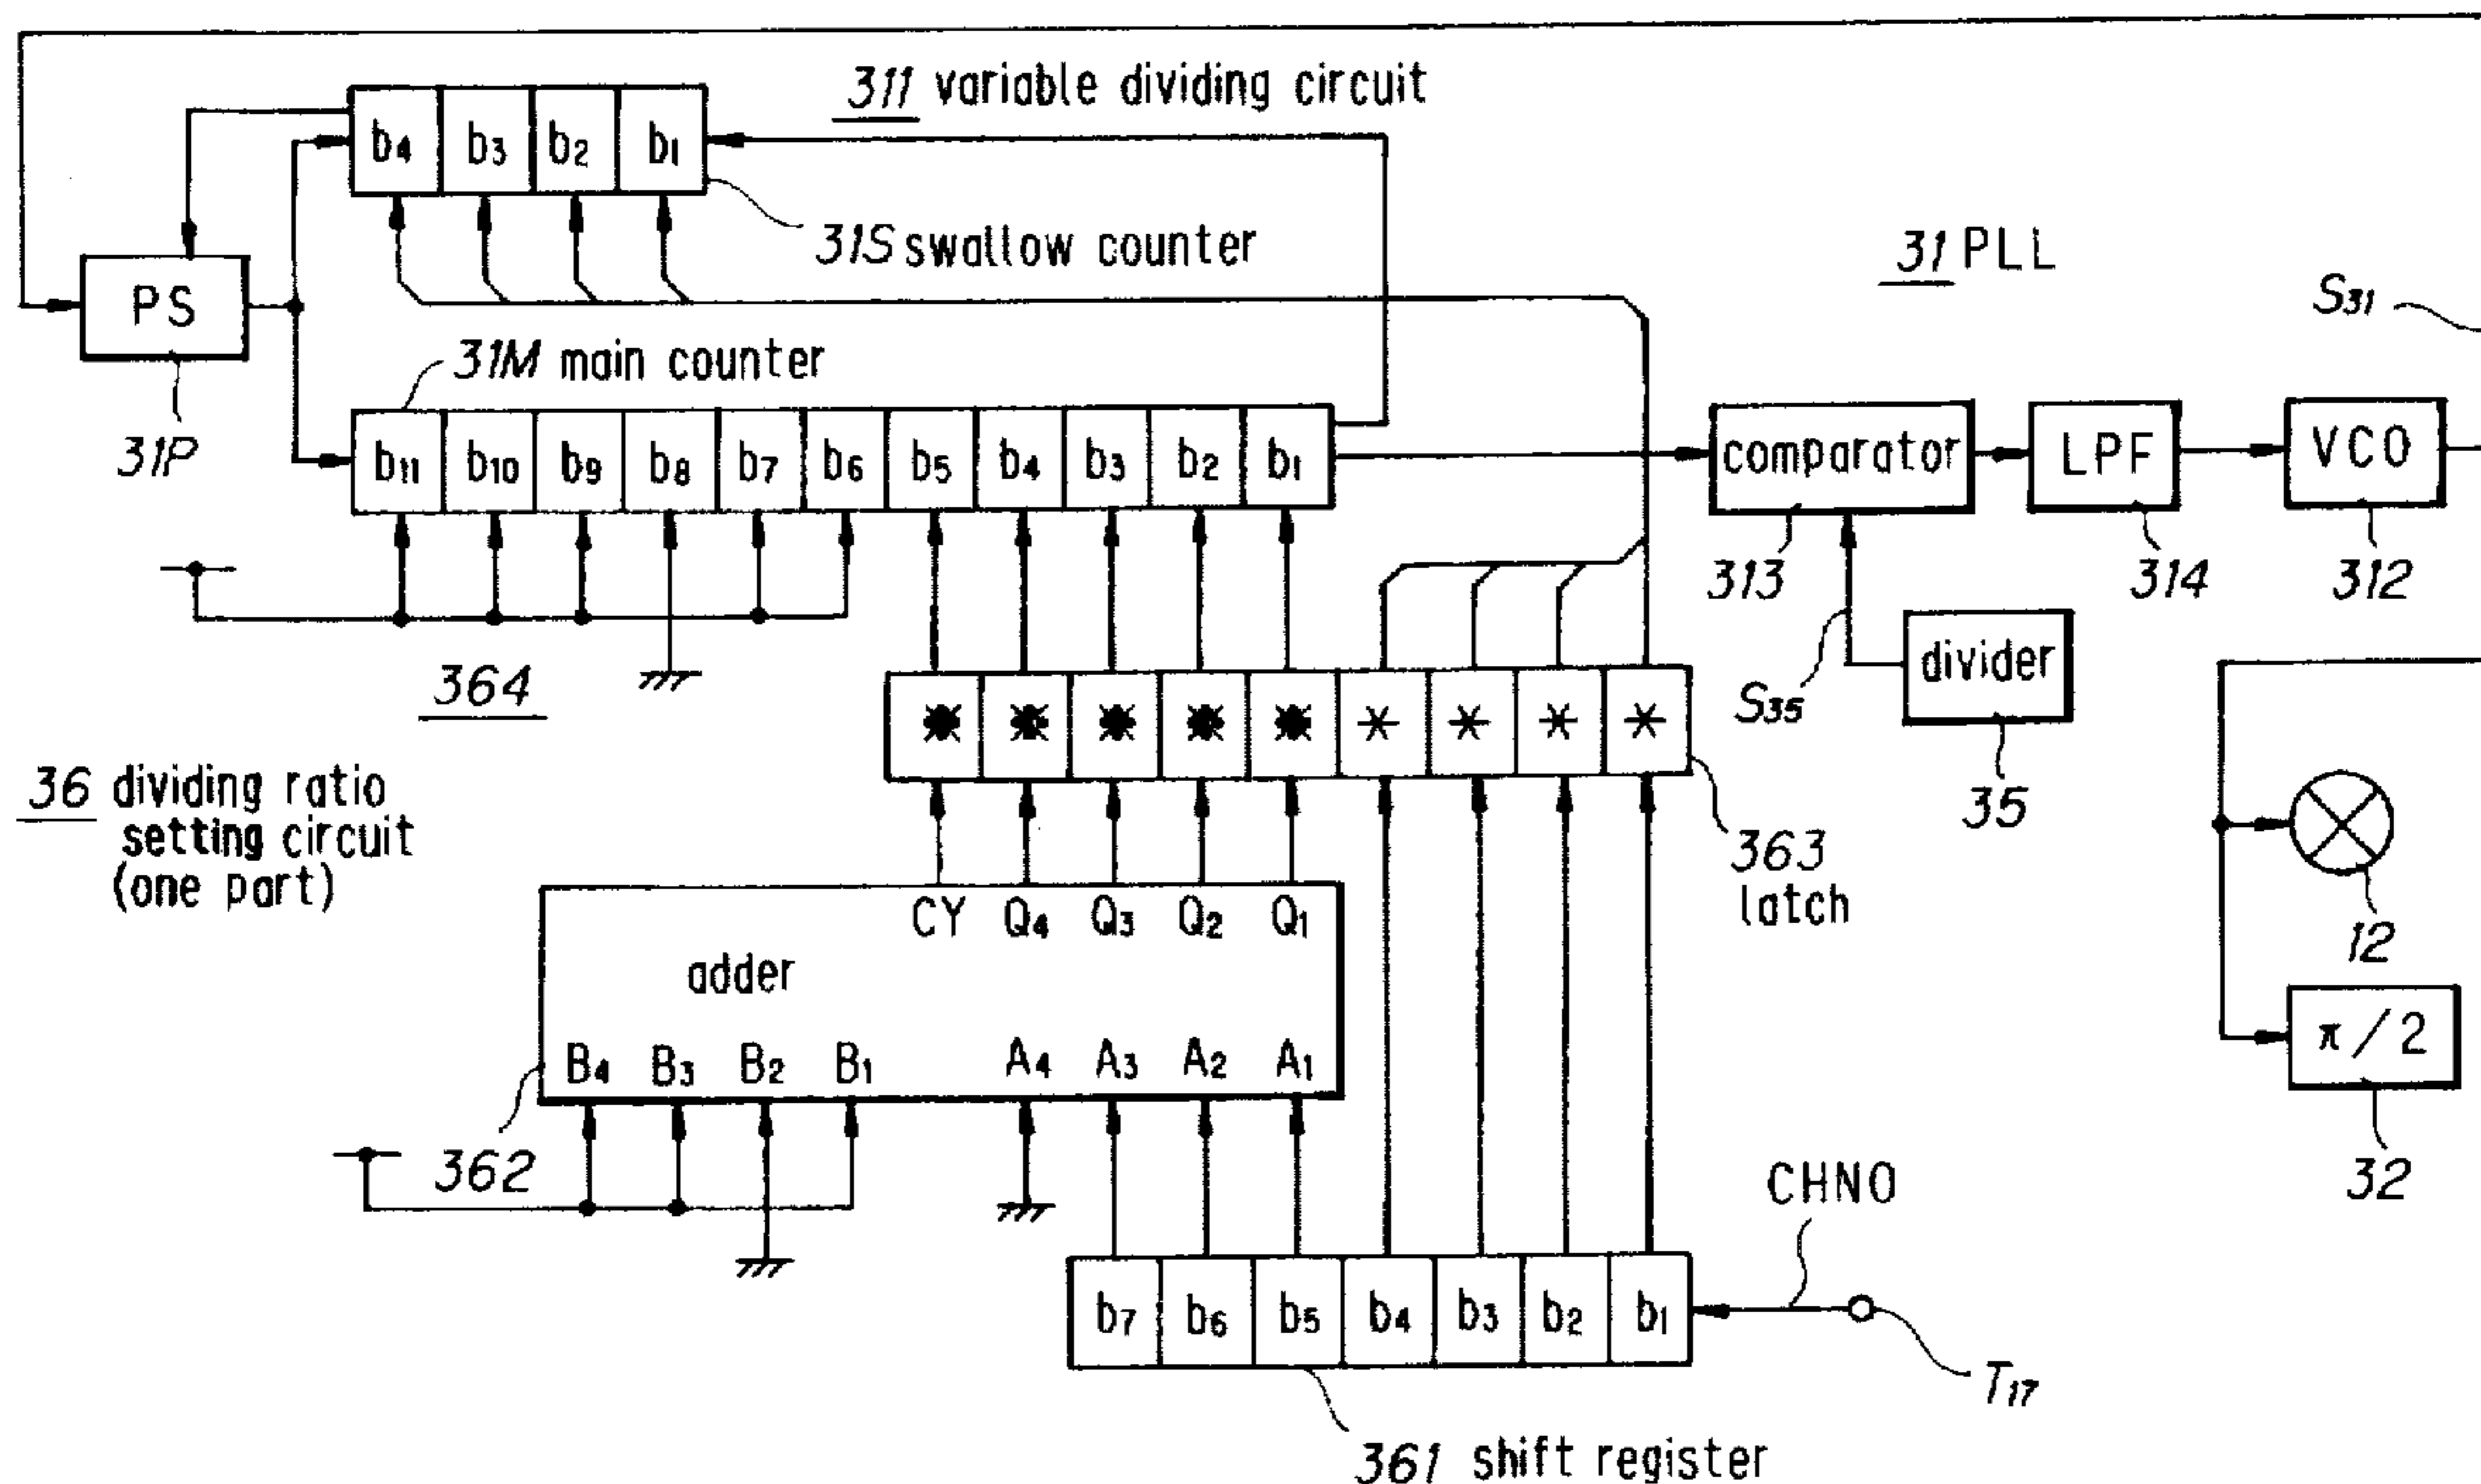 311 variable dividing circuit
b4 b3 b2 b1
31S swallow counter
31 PLL
S31
PS
31P
31M main counter
b11 b10 b9 b8 b7 b6 b5 b4 b3 b2 b1
comparator
LPF
VCO
313
314
312
364
S35
divider
35
* * * * * * * * *
36 dividing ratio
setting circuit
(one part)
363
latch
12
CY Q4 Q3 Q2 Q1
adder
B4 B3 B2 B1 A4 A3 A2 A1
π/2
362
32
CHNO
b7 b6 b5 b4 b3 b2 b1
T17
361 shift register